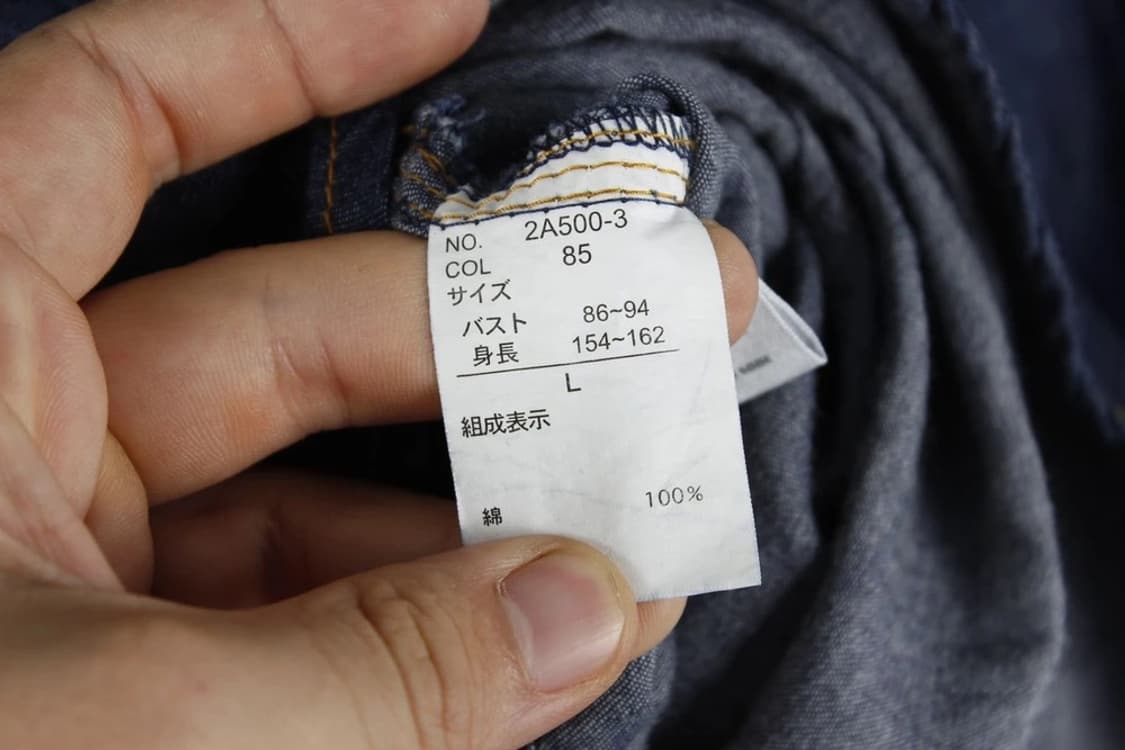 NO. 2A500-3
COL 85
サイズ
バスト 86~94
身長 154~162
L
組成表示
綿 100%